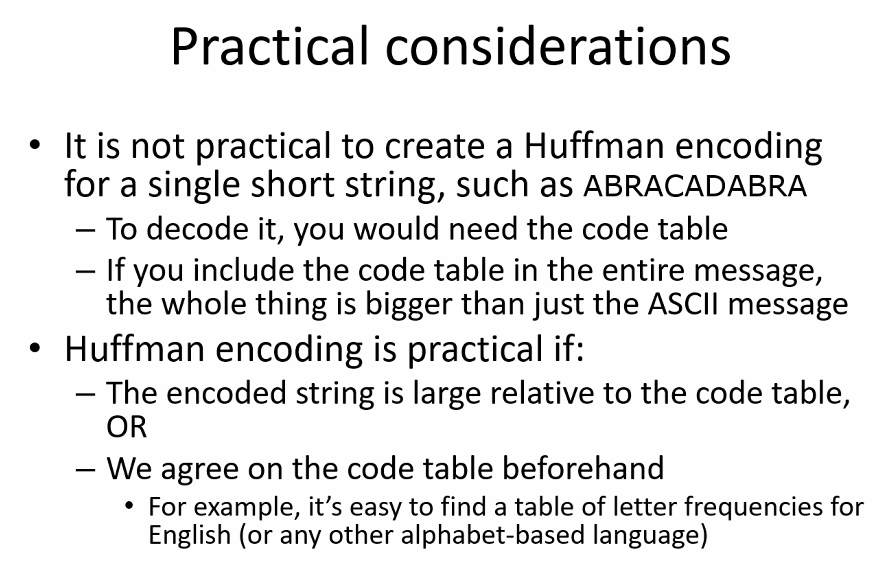 Practical considerations
• It is not practical to create a Huffman encoding
for a single short string, such as ABRACADABRA
– To decode it, you would need the code table
– If you include the code table in the entire message,
the whole thing is bigger than just the ASCII message
• Huffman encoding is practical if:
– The encoded string is large relative to the code table,
OR
– We agree on the code table beforehand
• For example, it’s easy to find a table of letter frequencies for
English (or any other alphabet-based language)